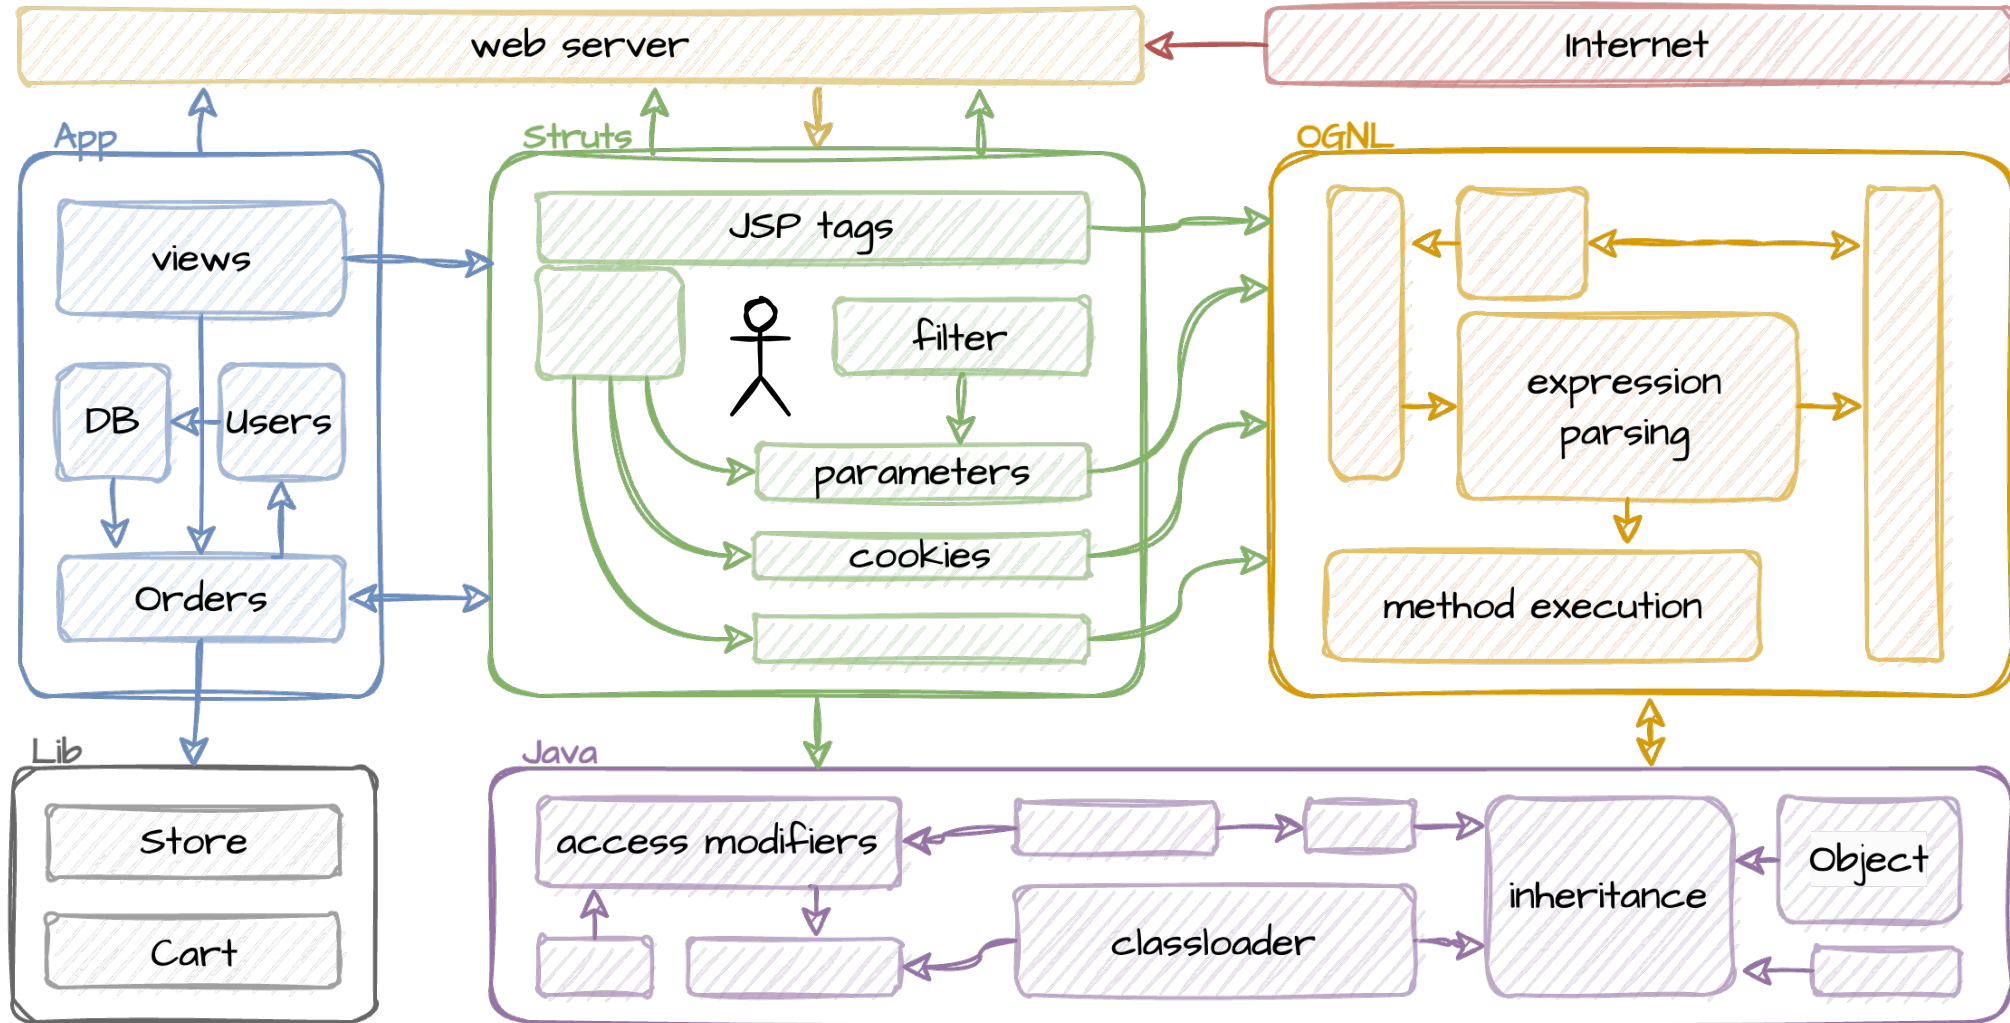 web server
Internet
App
Struts
OGNL
views
JSP tags
filter
DB
Users
expression
parsing
parameters
cookies
Orders
method execution
Lib
Java
Store
access modifiers
Object
inheritance
Cart
classloader